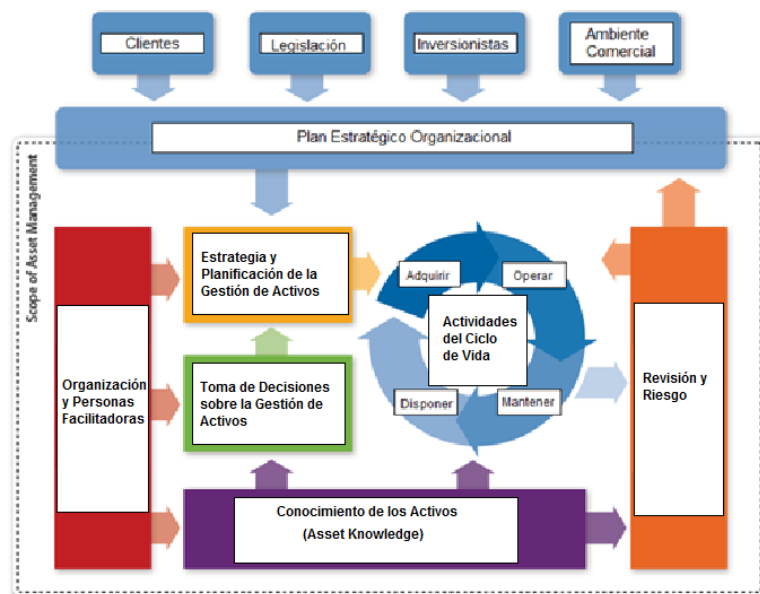 Clientes
Legislación
Inversionistas
Ambiente
Comercial
Plan Estratégico Organizacional
Scope of Asset Management
Estrategia y
Planificación de la
Gestión de Activos
Adquirir
Operar
Actividades
del Ciclo
de Vida
Organización
y Personas
Facilitadoras
Toma de Decisiones
sobre la Gestión de
Activos
Disponer
Mantener
Revisión y
Riesgo
Conocimiento de los Activos
(Asset Knowledge)